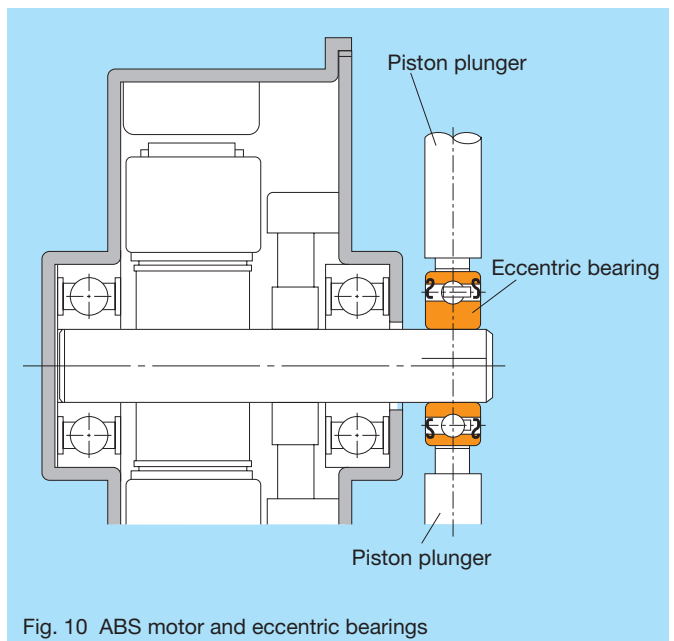 Piston plunger
Eccentric bearing
Piston plunger
Fig. 10 ABS motor and eccentric bearings